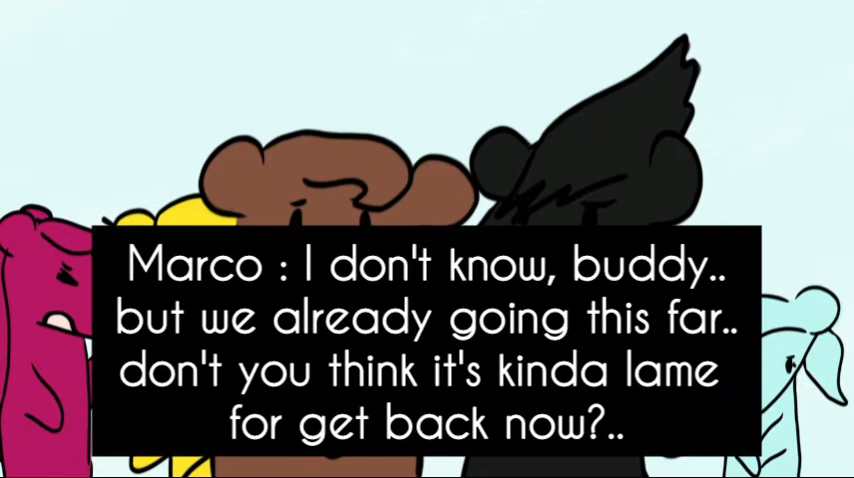 Marco : I don't know, buddy..
but we already going this far..
don't you think it's kinda lame
for get back now?..